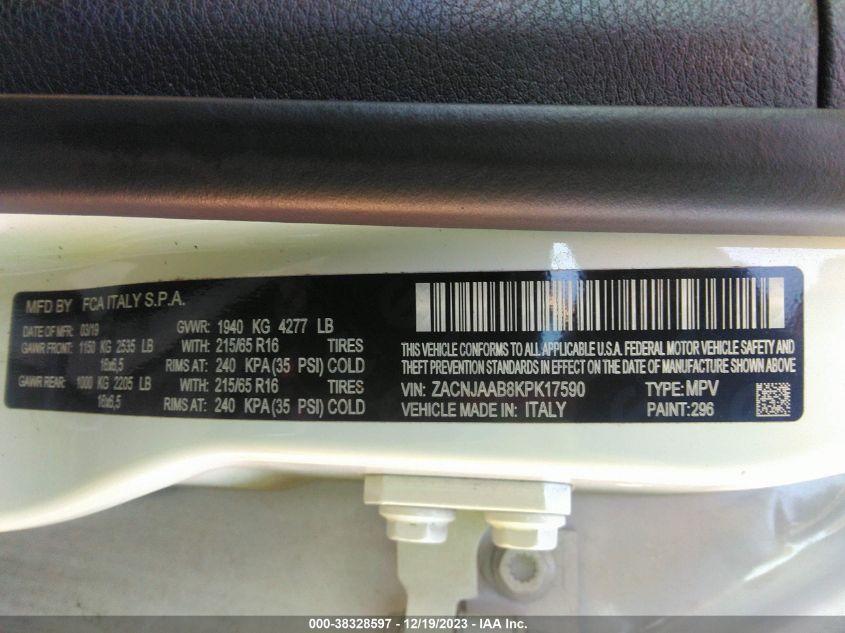 MFD BY FCA ITALY S.P.A.
DATE OF MFR: 03/19 GVWR: 1940 KG 4277 LB
GAWR FRONT: 1150 KG 2535 LB WITH: 215/65 R16 TIRES
16x6,5 RIMS AT: 240 KPA (35 PSI) COLD
GAWR REAR: 1000 KG 2205 LB WITH: 215/65 R16 TIRES
16x6,5 RIMS AT: 240 KPA (35 PSI) COLD
THIS VEHICLE CONFORMS TO ALL APPLICABLE U.S.A. FEDERAL MOTOR VEHICLE SAFETY AND
THEFT PREVENTION STANDARDS IN EFFECT ON THE DATE OF MANUFACTURE SHOWN ABOVE
VIN: ZACNJAAB8KPK17590 TYPE: MPV
VEHICLE MADE IN: ITALY PAINT: 296
000-38328597 - 12/19/2023 - IAA Inc.